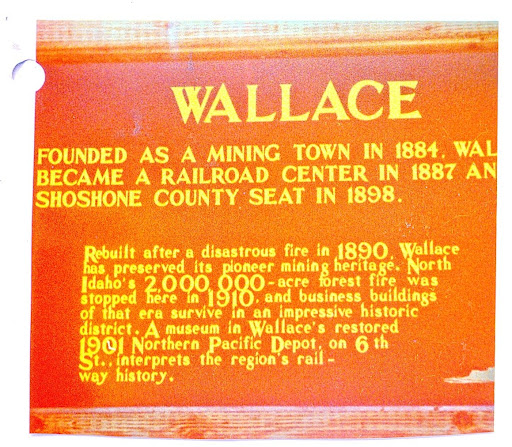 WALLACE
FOUNDED AS A MINING TOWN IN 1884, WAL
BECAME A RAILROAD CENTER IN 1887 AN
SHOSHONE COUNTY SEAT IN 1898.
Rebuilt after a disastrous fire in 1890, Wallace
has preserved its pioneer mining heritage. North
Idaho's 2,000,000-acre forest fire was
stopped here in 1910, and business buildings
of that era survive in an impressive historic
district. A museum in Wallace's restored
1901 Northern Pacific Depot, on 6th
St., interprets the region's rail-
way history.